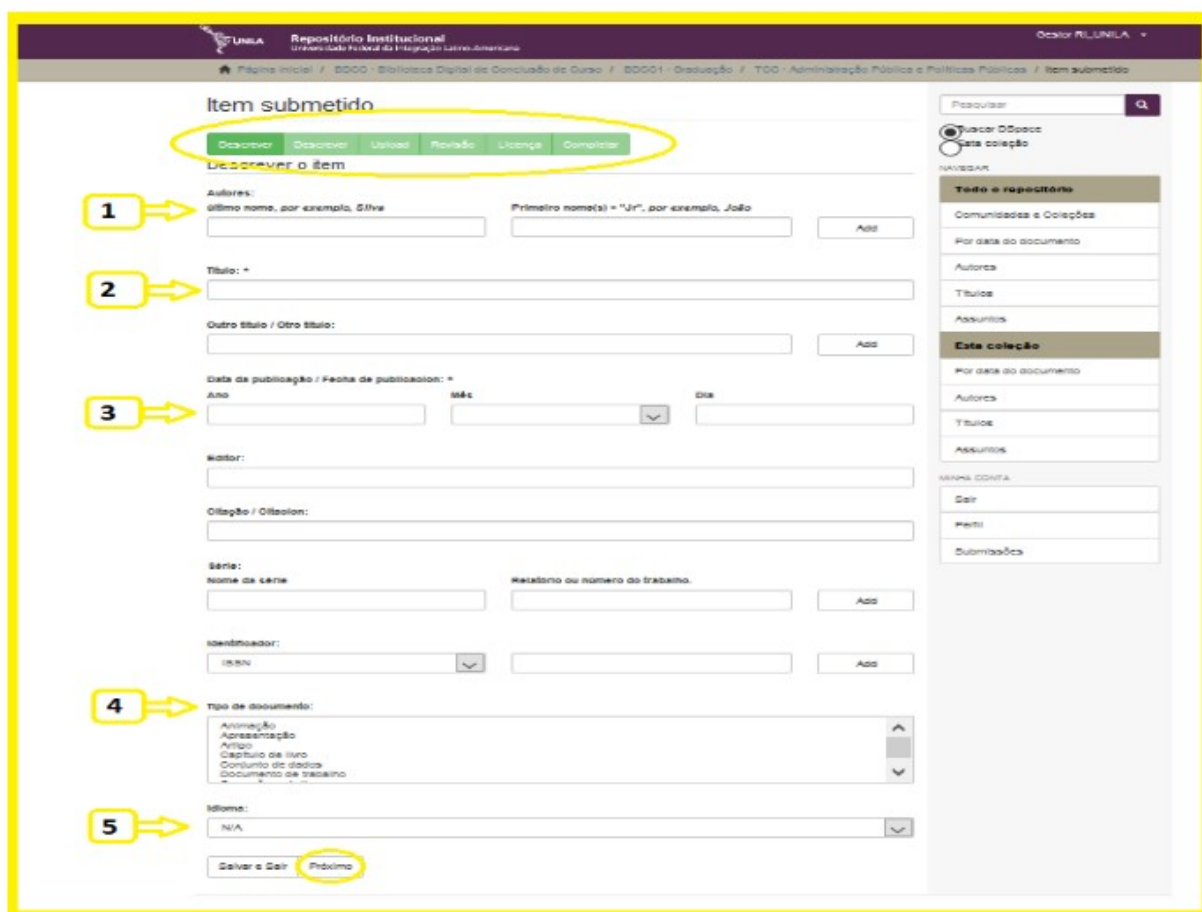 UNILA
Repositório Institucional
Universidade Federal da Integração Latino-Americana
Gestor RI_UNILA
Página inicial / BDCC - Biblioteca Digital de Conclusão de Curso / BDCC1 - Graduação / TCC - Administração Pública e Políticas Públicas / Item submetido
Item submetido
Descrever Descrever Upload Revisão Licença Completar
Descrever o item
1
Autores:
Último nome, por exemplo, Silva Primeiro nome(s) + "Jr", por exemplo, João
Add
2
Título: *
Outro título / Otro título:
Add
3
Data da publicação / Fecha de publicacion: *
Ano Mês Dia
Editor:
Citação / Citacion:
Série:
Nome da série Relatório ou número do trabalho.
Add
Identificador:
ISSN Add
4
Tipo de documento:
Animação
Apresentação
Artigo
Capítulo de livro
Conjunto de dados
Documento de trabalho
5
Idioma:
N/A
Salvar e Sair Próximo
Pesquisar
Buscar DSpace
Esta coleção
NAVEGAR
Todo o repositório
Comunidades e Coleções
Por data do documento
Autores
Títulos
Assuntos
Esta coleção
Por data do documento
Autores
Títulos
Assuntos
MINHA CONTA
Sair
Perfil
Submissões